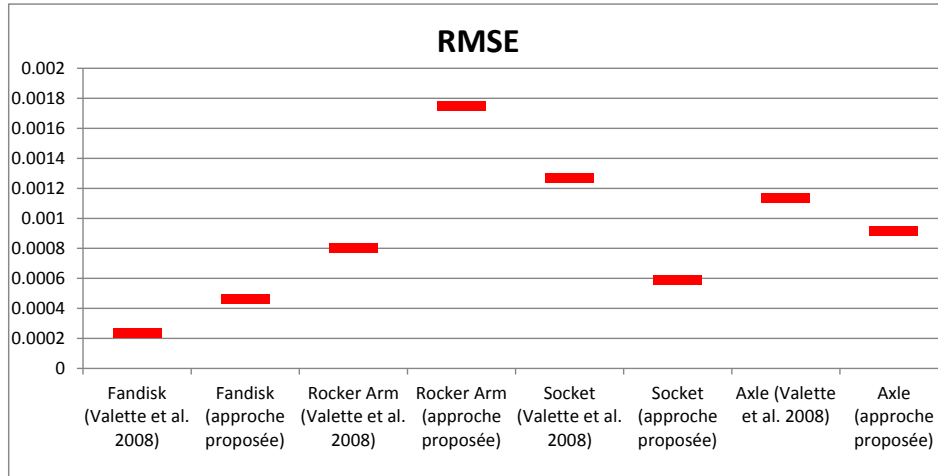 RMSE
0.002
0.0018
0.0016
0.0014
0.0012
0.001
0.0008
0.0006
0.0004
0.0002
0
Fandisk
(Valette et al.
2008)
Fandisk
(approche
proposée)
Rocker Arm
(Valette et al.
2008)
Rocker Arm
(approche
proposée)
Socket
(Valette et al.
2008)
Socket
(approche
proposée)
Axle (Valette
et al. 2008)
Axle
(approche
proposée)